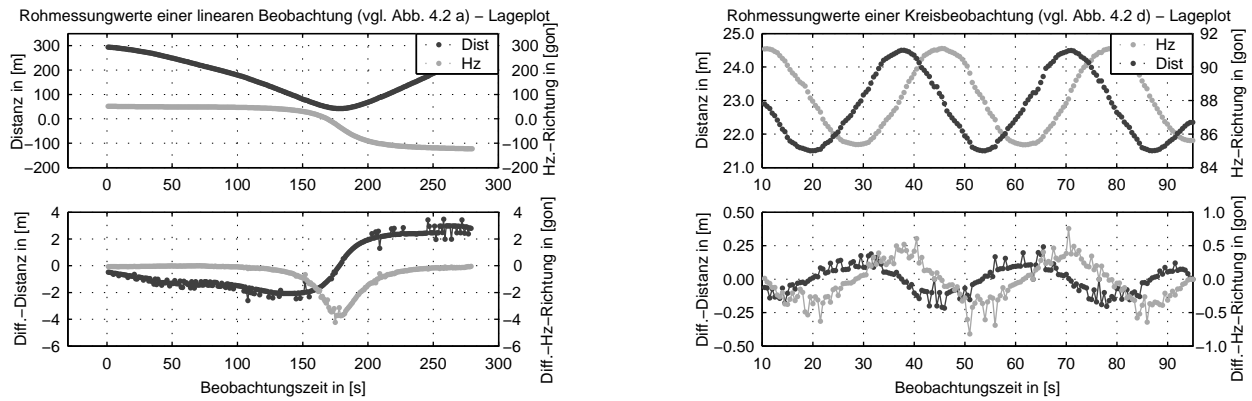 Rohmessungwerte einer linearen Beobachtung (vgl. Abb. 4.2 a) – Lageplot
Distanz in [m]
300
200
100
0.0
−100
−200
300
200
100
0.0
−100
−200
Hz.–Richtung in [gon]
Dist
Hz
0 50 100 150 200 250 300
Diff.–Distanz in [m]
4
2
0
−2
−4
−6
4
2
0
−2
−4
−6
Diff.–Hz–Richtung in [gon]
0 50 100 150 200 250 300
Beobachtungszeit in [s]
Rohmessungwerte einer Kreisbeobachtung (vgl. Abb. 4.2 d) – Lageplot
Distanz in [m]
25.0
24.0
23.0
22.0
21.0
92
90
88
86
84
Hz–Richtung in [gon]
Hz
Dist
10 20 30 40 50 60 70 80 90
Diff.–Distanz in [m]
0.50
0.25
0.00
−0.25
−0.50
1.0
0.5
0.0
−0.5
−1.0
Diff.–Hz–Richtung in [gon]
10 20 30 40 50 60 70 80 90
Beobachtungszeit in [s]